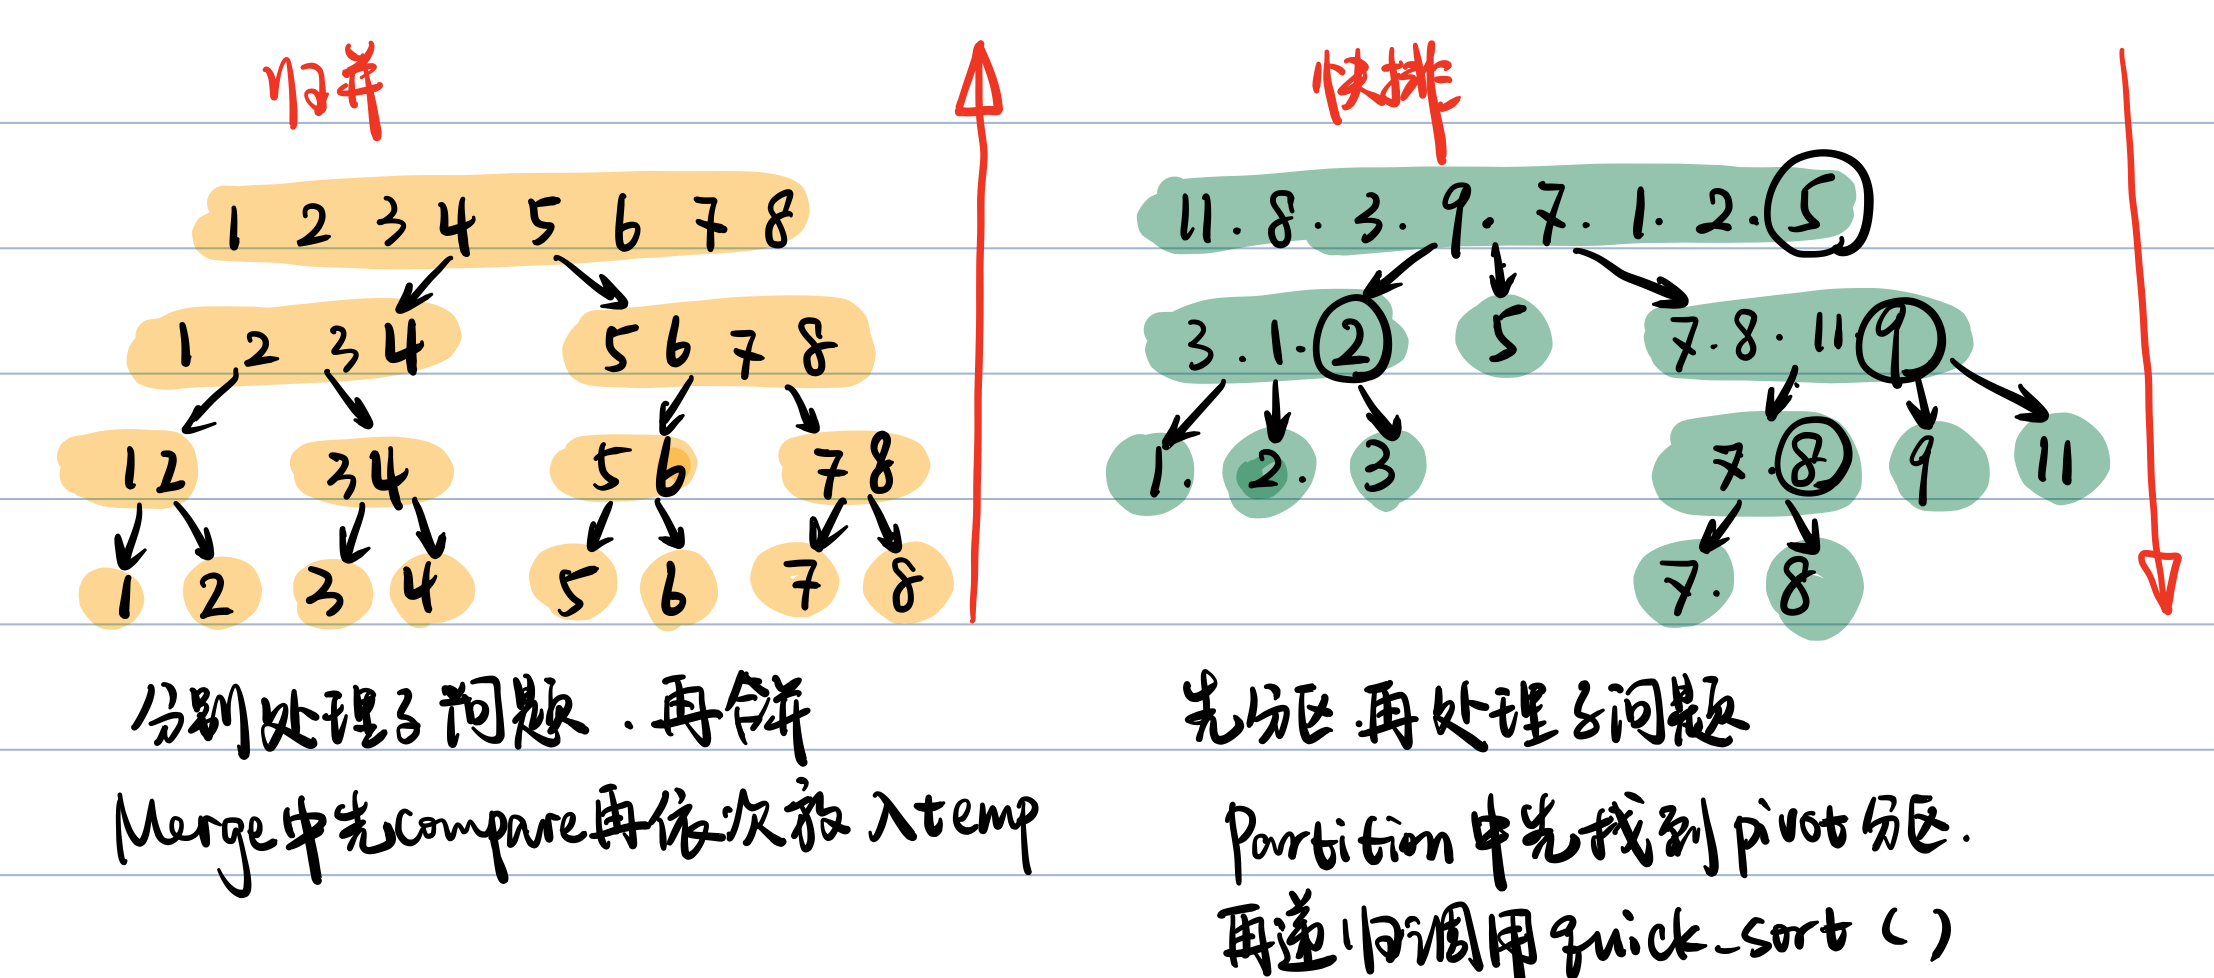 归并
1 2 3 4 5 6 7 8
1 2 3 4 5 6 7 8
1 2 3 4 5 6 7 8
1 2 3 4 5 6 7 8
分别处理子问题．再合并
Merge中先compare再依次放入temp
快排
11. 8. 3. 9. 7. 1. 2. 5
3. 1. 2 5 7. 8. 11 9
1. 2. 3 7. 8 9 11
7. 8
先分区.再处理子问题
Partition中先找到pivot分区.
再递归调用quick_sort()